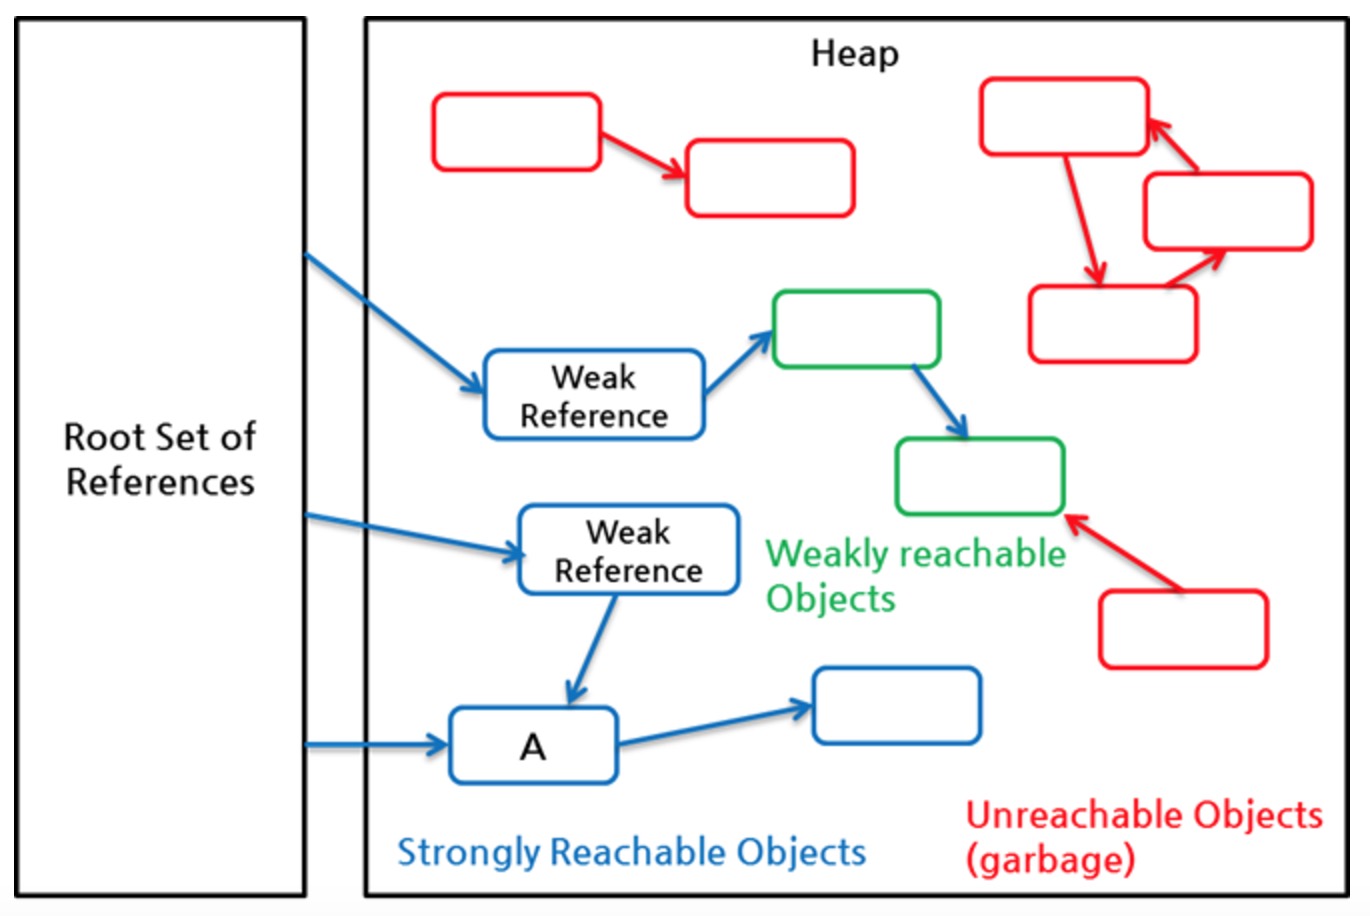 Heap
Root Set of
References
Weak
Reference
Weak
Reference
Weakly reachable
Objects
A
Strongly Reachable Objects
Unreachable Objects
(garbage)